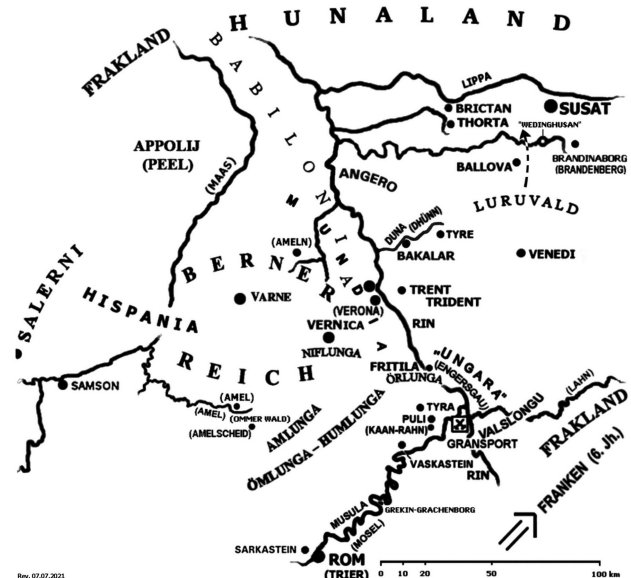 HUNALAND
FRAKLAND
BABILON
LIPPA
BRICTAN
SUSAT
THORTA
"WEDINGHUSAN"
APPOLIJ
(PEEL)
(MAAS)
BALLOVA
BRANDINABORG
(BRANDENBERG)
ANGERO
LURUVALD
MUNDIA
DUNA (DHÜNN)
TYRE
(AMELN)
BAKALAR
VENEDI
SALERNI
BERNER
VARNE
TRENT
TRIDENT
HISPANIA
(VERONA)
VERNICA
RIN
NIFLUNGA
REICH
FRITILA
ÖRLUNGA
"UNGARA"
(ENGERSGAU)
SAMSON
(LAHN)
(AMEL)
(AMEL)
(OMMER WALD)
(AMELSCHEID)
AMLUNGA
ÖMLUNGA – HUMLUNGA
TYRA
PULI
(KAAN-RAHN)
VALSLONGU
GRANSPORT
FRAKLAND
VASKASTEIN
RIN
FRANKEN (6. Jh.)
MUSULA
(MOSEL)
GREKIN-GRACHENBORG
SARKASTEIN
ROM
(TRIER)
0 10 20 50 100 km
Rev. 07.07.2021